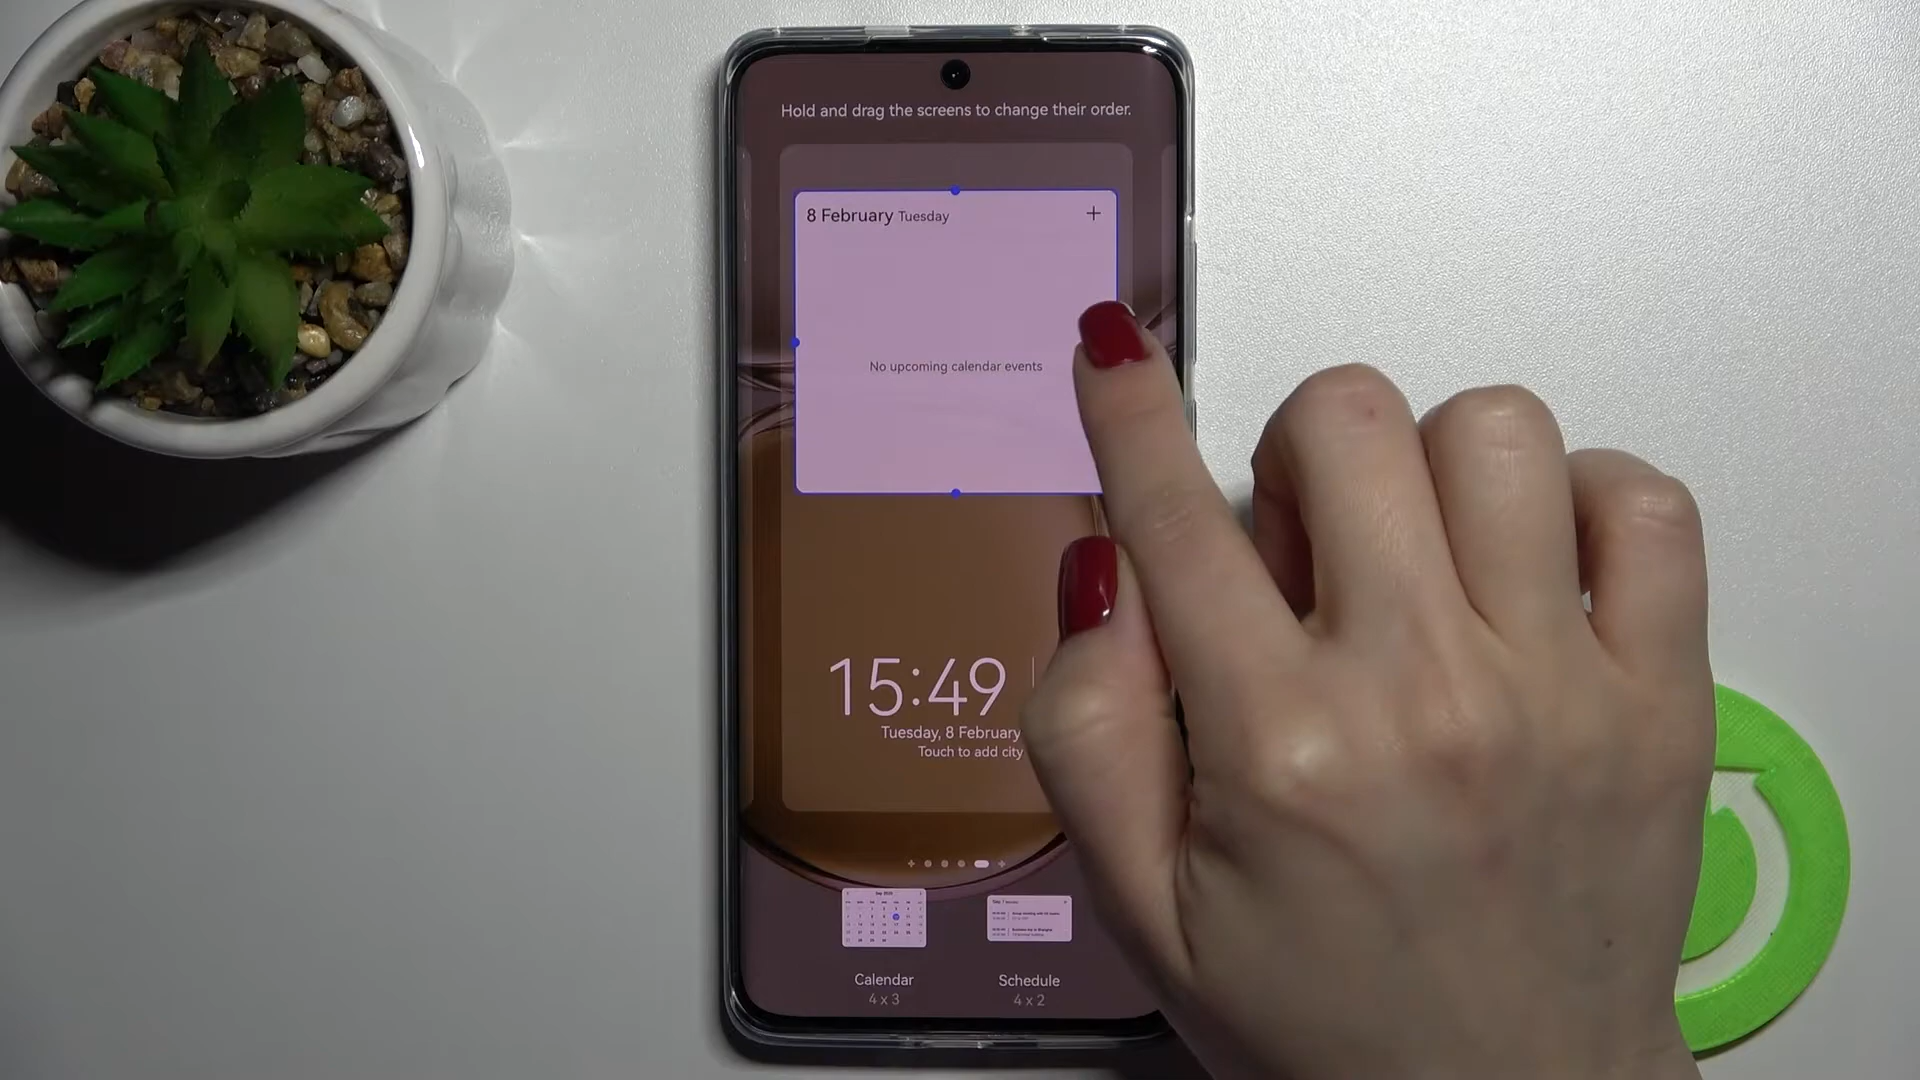 Hold and drag the screens to change their order.
8 February Tuesday +
No upcoming calendar events
15:49
Tuesday, 8 February
Touch to add city
Calendar
Schedule
4 x 3
4 x 2